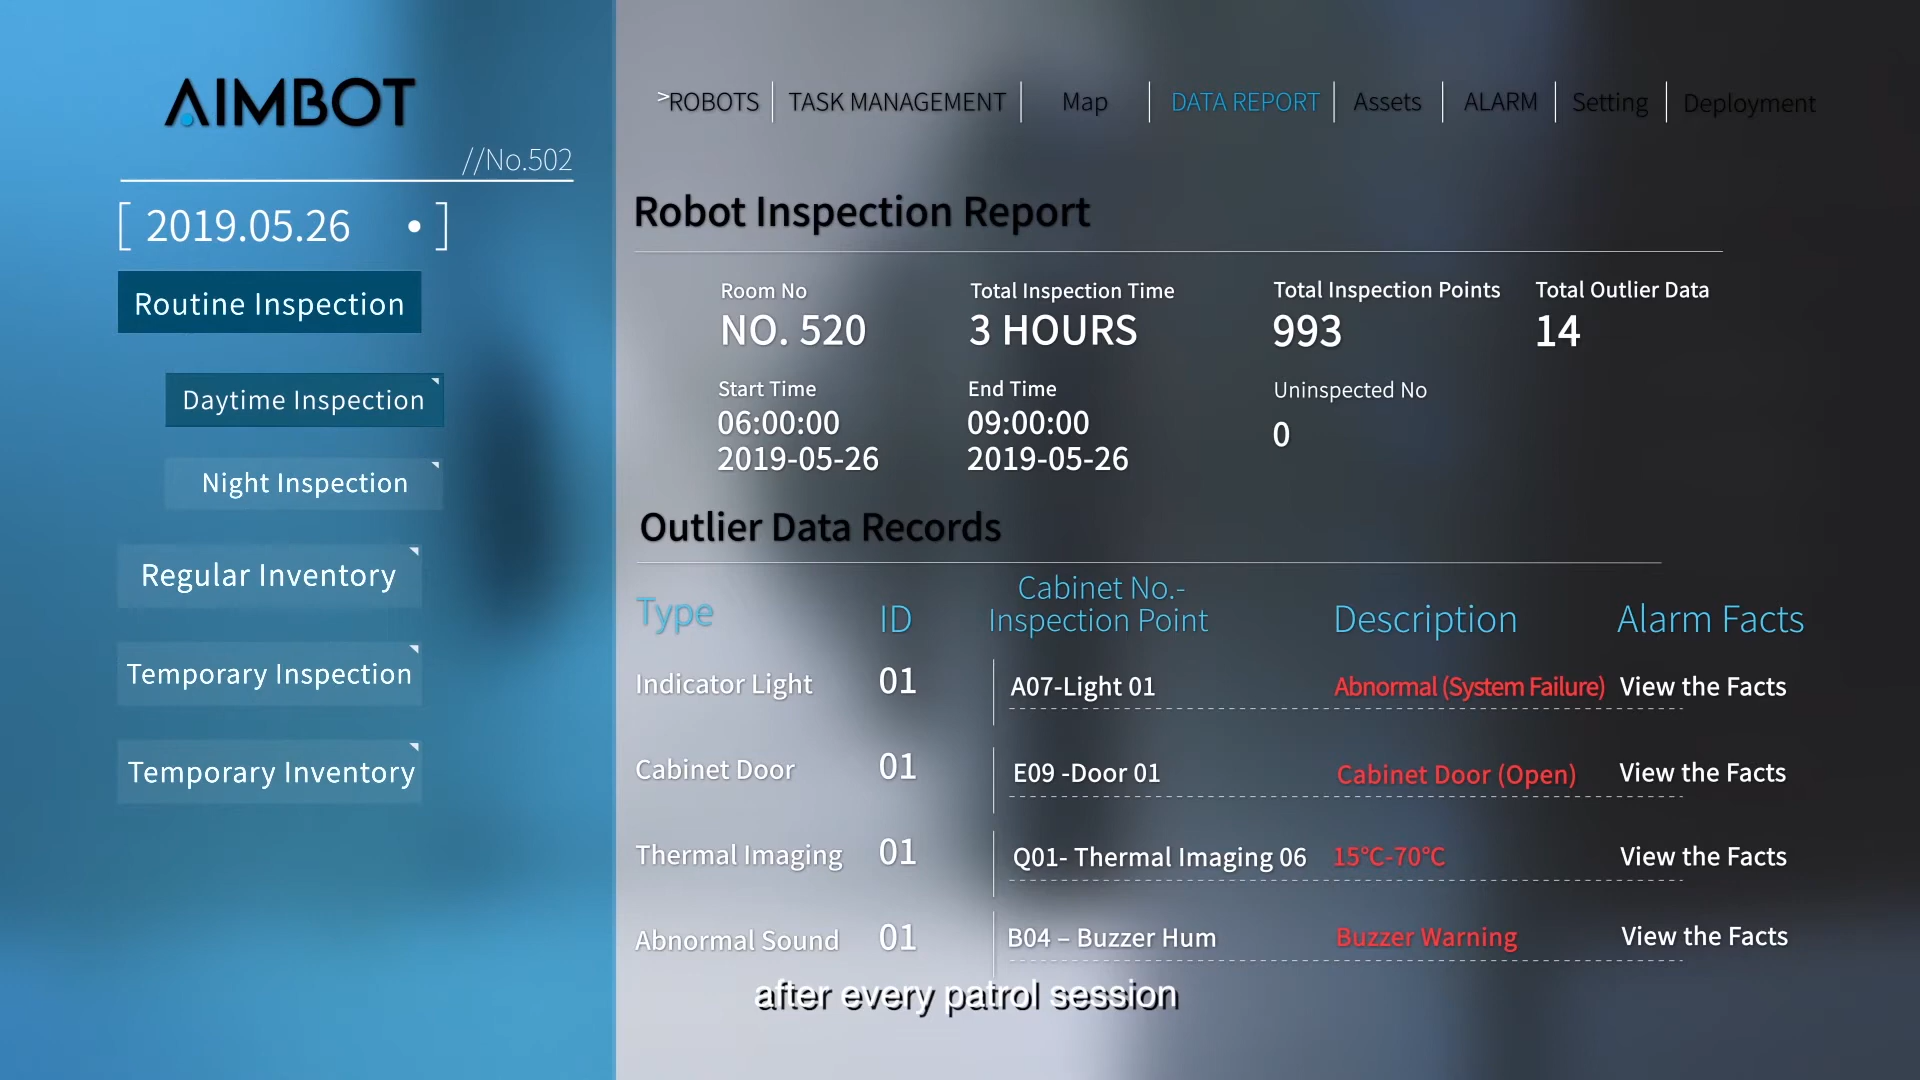 AIMBOT
//No.502
[ 2019.05.26 • ]
Routine Inspection
Daytime Inspection
Night Inspection
Regular Inventory
Temporary Inspection
Temporary Inventory
>ROBOTS | TASK MANAGEMENT | Map | DATA REPORT | Assets | ALARM | Setting | Deployment
Robot Inspection Report
Room No Total Inspection Time Total Inspection Points Total Outlier Data
NO. 520 3 HOURS 993 14
Start Time End Time Uninspected No
06:00:00 09:00:00 0
2019-05-26 2019-05-26
Outlier Data Records
Type ID Cabinet No.- Description Alarm Facts
Inspection Point
Indicator Light 01 A07-Light 01 Abnormal (System Failure) View the Facts
Cabinet Door 01 E09 -Door 01 Cabinet Door (Open) View the Facts
Thermal Imaging 01 Q01- Thermal Imaging 06 15°C-70°C View the Facts
Abnormal Sound 01 B04 – Buzzer Hum Buzzer Warning View the Facts
after every patrol session